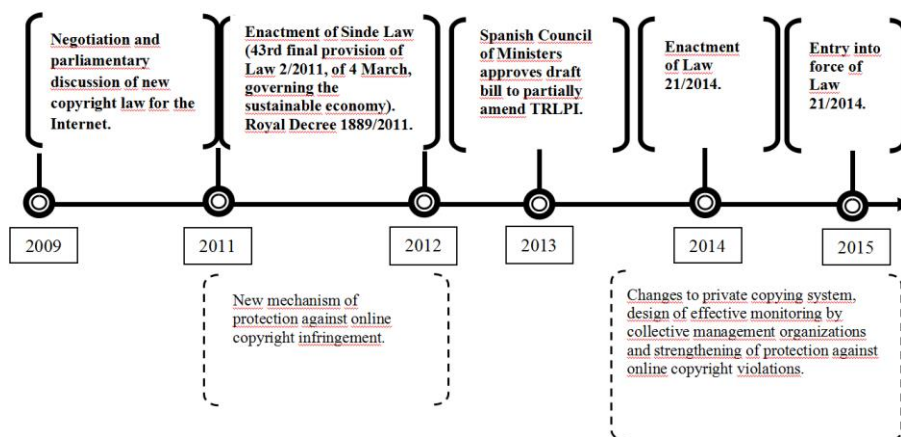 Negotiation and
parliamentary
discussion of new
copyright law for the
Internet.
Enactment of Sinde Law
(43rd final provision of
Law 2/2011, of 4 March,
governing the
sustainable economy).
Royal Decree 1889/2011.
Spanish Council
of Ministers
approves draft
bill to partially
amend TRLPI.
Enactment
of Law
21/2014.
Entry into
force of
Law
21/2014.
2009
2011
2012
2013
2014
2015
New mechanism of
protection against online
copyright infringement.
Changes to private copying system,
design of effective monitoring by
collective management organizations
and strengthening of protection against
online copyright violations.